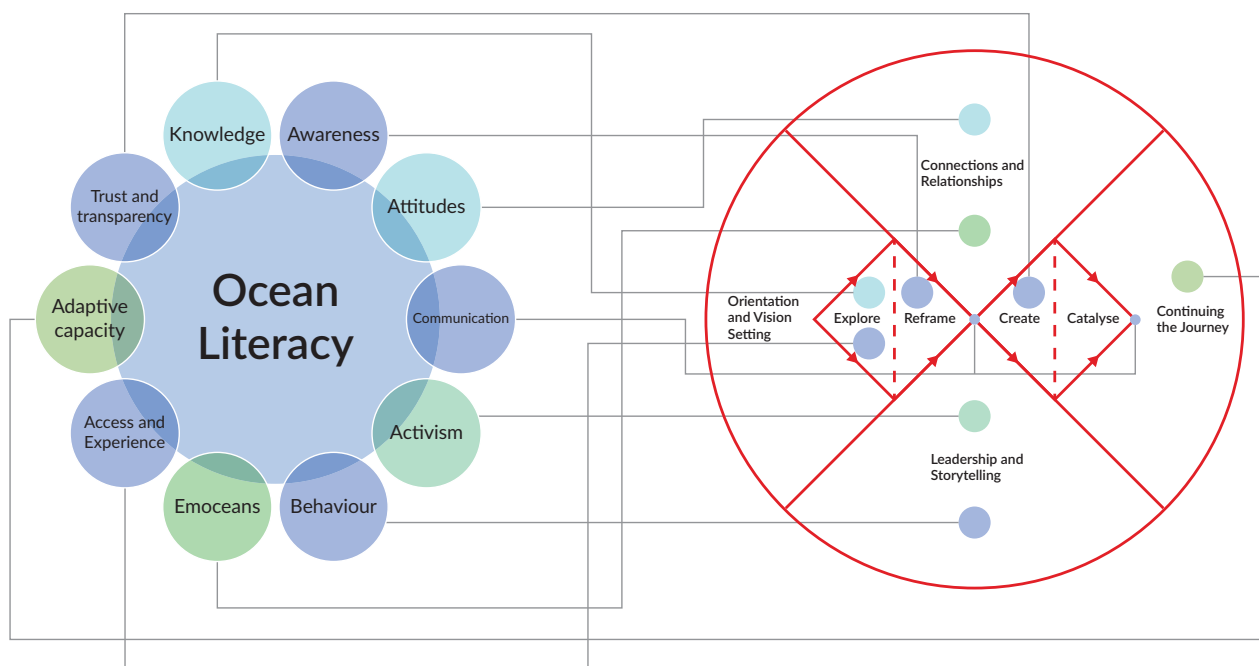 Knowledge
Awareness
Trust and
transparency
Attitudes
Ocean
Literacy
Adaptive
capacity
Communication
Access and
Experience
Activism
Emoceans
Behaviour
Connections and
Relationships
Orientation
and Vision
Setting
Explore
Reframe
Create
Catalyse
Continuing
the Journey
Leadership and
Storytelling